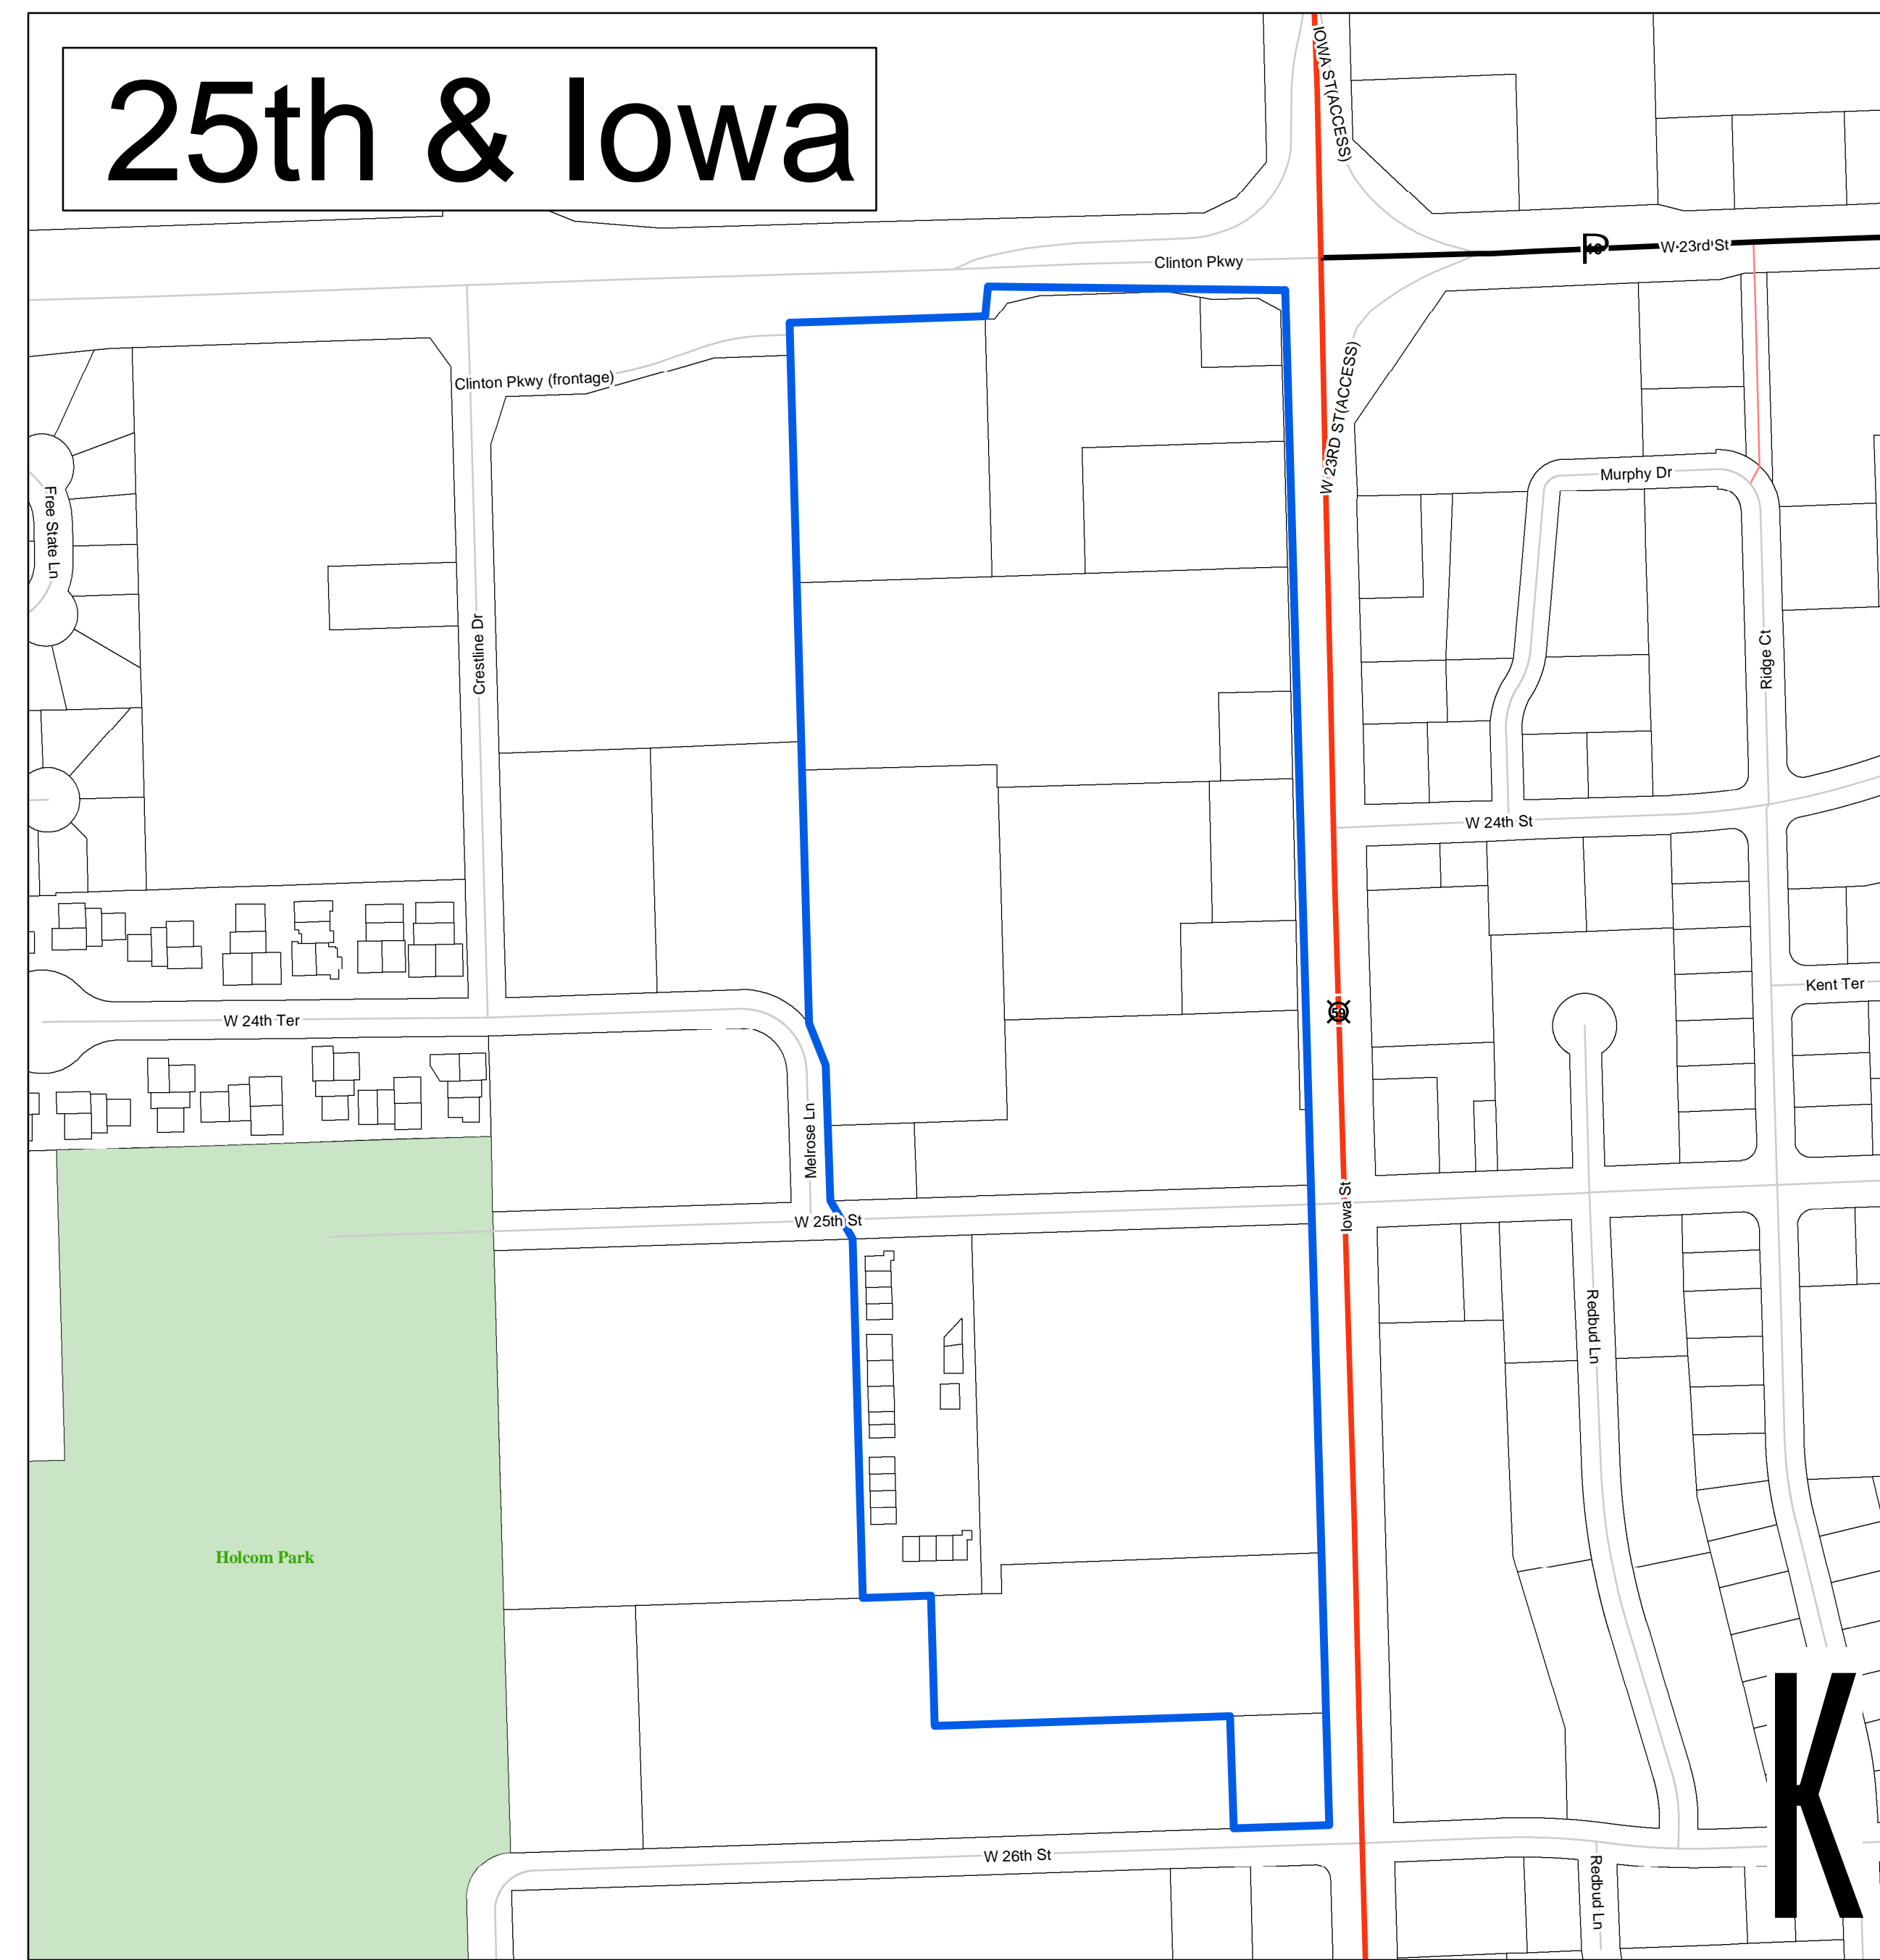 25th & Iowa
IOWA ST(ACCESS)
W 23rd St
P
Clinton Pkwy
Clinton Pkwy (frontage)
W 23RD ST(ACCESS)
Murphy Dr
Free State Ln
Crestline Dr
Ridge Ct
W 24th St
Kent Ter
W 24th Ter
59
Melrose Ln
Iowa St
W 25th St
Redbud Ln
Holcom Park
K
W 26th St
Redbud Ln